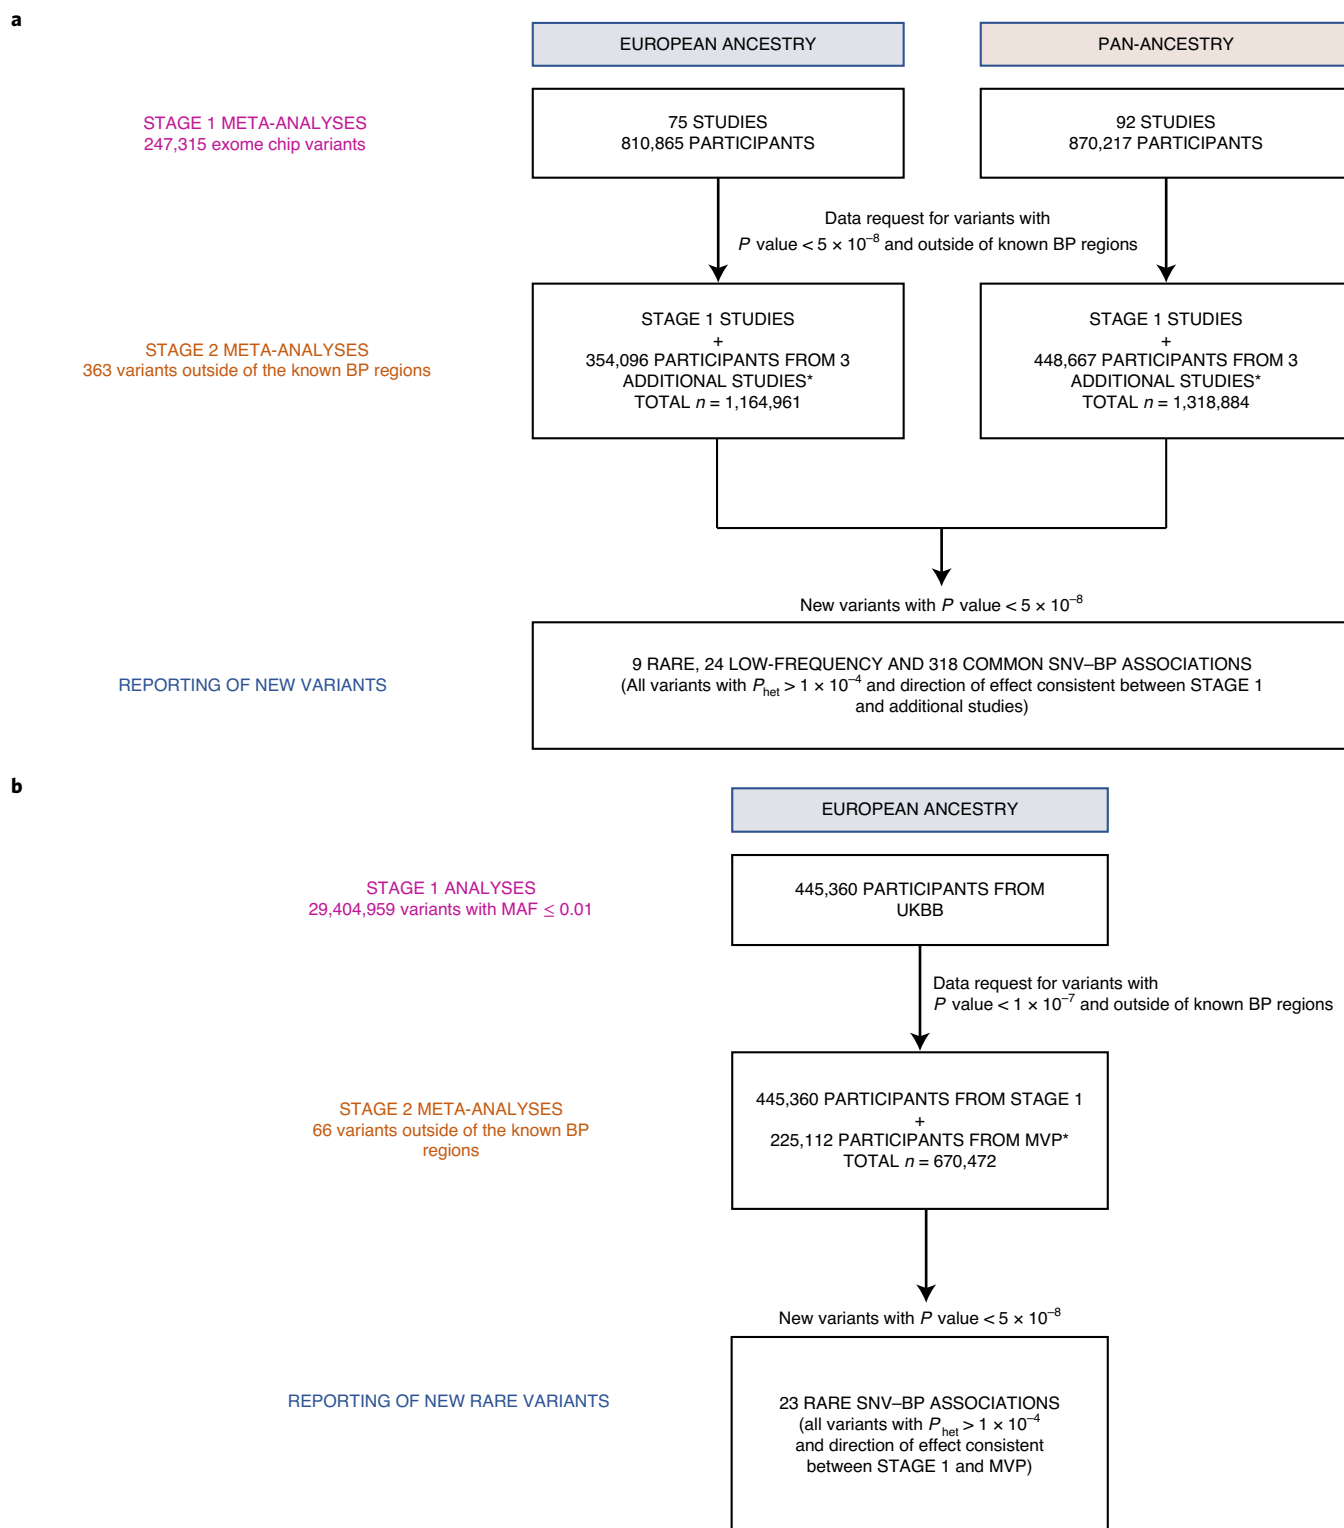 a
EUROPEAN ANCESTRY
PAN-ANCESTRY
STAGE 1 META-ANALYSES
247,315 exome chip variants
75 STUDIES
810,865 PARTICIPANTS
92 STUDIES
870,217 PARTICIPANTS
Data request for variants with
P value < 5 × 10⁻⁸ and outside of known BP regions
STAGE 2 META-ANALYSES
363 variants outside of the known BP regions
STAGE 1 STUDIES
+
354,096 PARTICIPANTS FROM 3
ADDITIONAL STUDIES*
TOTAL n = 1,164,961
STAGE 1 STUDIES
+
448,667 PARTICIPANTS FROM 3
ADDITIONAL STUDIES*
TOTAL n = 1,318,884
New variants with P value < 5 × 10⁻⁸
REPORTING OF NEW VARIANTS
9 RARE, 24 LOW-FREQUENCY AND 318 COMMON SNV–BP ASSOCIATIONS
(All variants with P_het > 1 × 10⁻⁴ and direction of effect consistent between STAGE 1
and additional studies)
b
EUROPEAN ANCESTRY
STAGE 1 ANALYSES
29,404,959 variants with MAF ≤ 0.01
445,360 PARTICIPANTS FROM
UKBB
Data request for variants with
P value < 1 × 10⁻⁷ and outside of known BP regions
STAGE 2 META-ANALYSES
66 variants outside of the known BP
regions
445,360 PARTICIPANTS FROM STAGE 1
+
225,112 PARTICIPANTS FROM MVP*
TOTAL n = 670,472
New variants with P value < 5 × 10⁻⁸
REPORTING OF NEW RARE VARIANTS
23 RARE SNV–BP ASSOCIATIONS
(all variants with P_het > 1 × 10⁻⁴
and direction of effect consistent
between STAGE 1 and MVP)